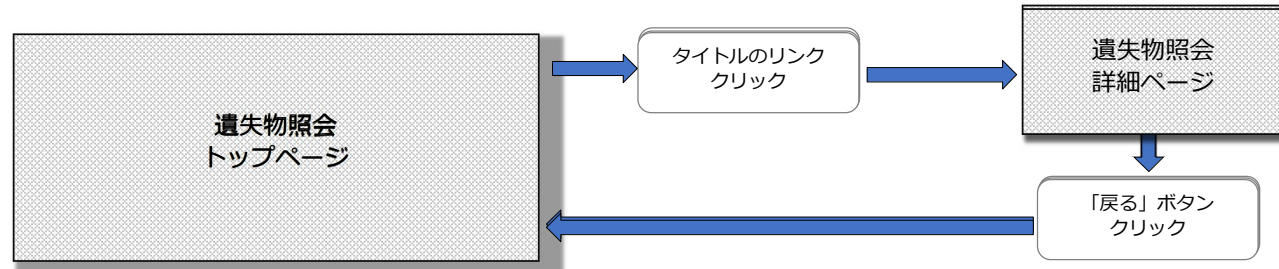 遺失物照会
トップページ
タイトルのリンク
クリック
遺失物照会
詳細ページ
「戻る」ボタン
クリック